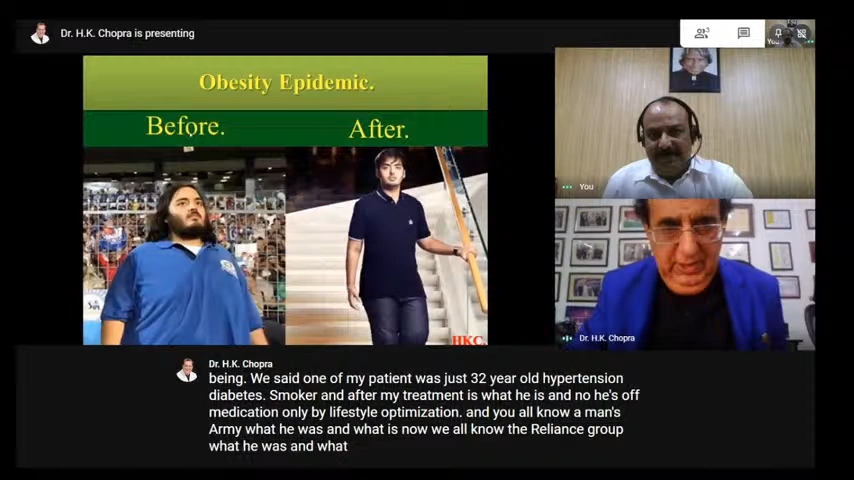 Dr. H.K. Chopra is presenting
Obesity Epidemic.
Before.
After.
HKC
You
Dr. H.K. Chopra
Dr. H.K. Chopra
being. We said one of my patient was just 32 year old hypertension
diabetes. Smoker and after my treatment is what he is and no he's off
medication only by lifestyle optimization. and you all know a man's
Army what he was and what is now we all know the Reliance group
what he was and what